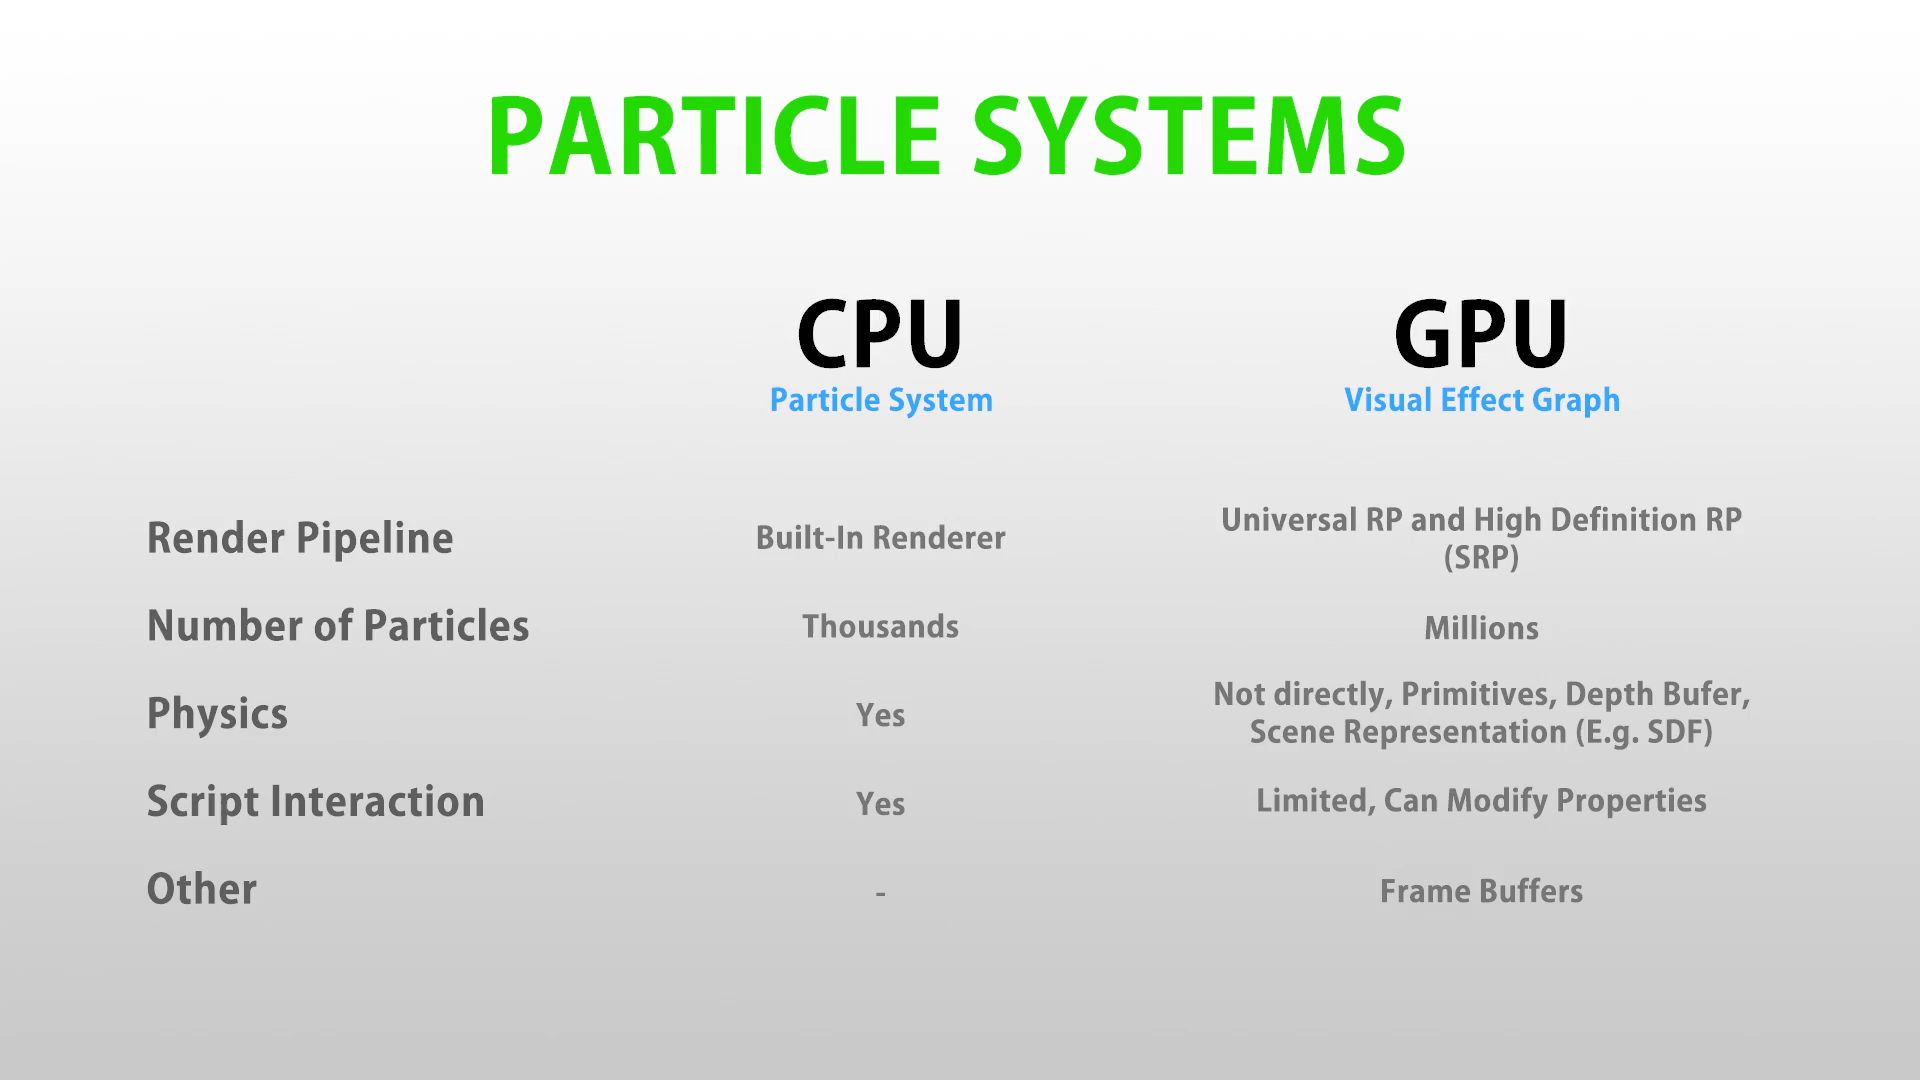 PARTICLE SYSTEMS
CPU
GPU
Particle System
Visual Effect Graph
Render Pipeline
Built-In Renderer
Universal RP and High Definition RP
(SRP)
Number of Particles
Thousands
Millions
Physics
Yes
Not directly, Primitives, Depth Bufer,
Scene Representation (E.g. SDF)
Script Interaction
Yes
Limited, Can Modify Properties
Other
-
Frame Buffers